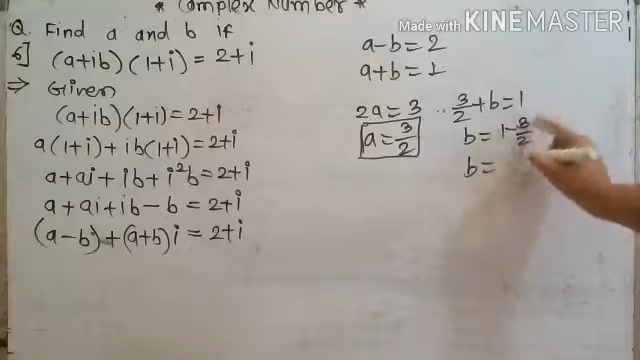 * Complex Number *
Q. Find a and b If
5] (a+ib)(1+i) = 2+i
⇒ Given
(a+ib)(1+i) = 2+i
a(1+i)+ib(1+i) = 2+i
a+ai+ib+i²b = 2+i
a+ai+ib-b = 2+i
(a-b)+(a+b)i = 2+i
a-b = 2
a+b = 1
2a = 3
a = 3/2
∴ 3/2+b = 1
b = 1-3/2
b =
Made with KINEMASTER